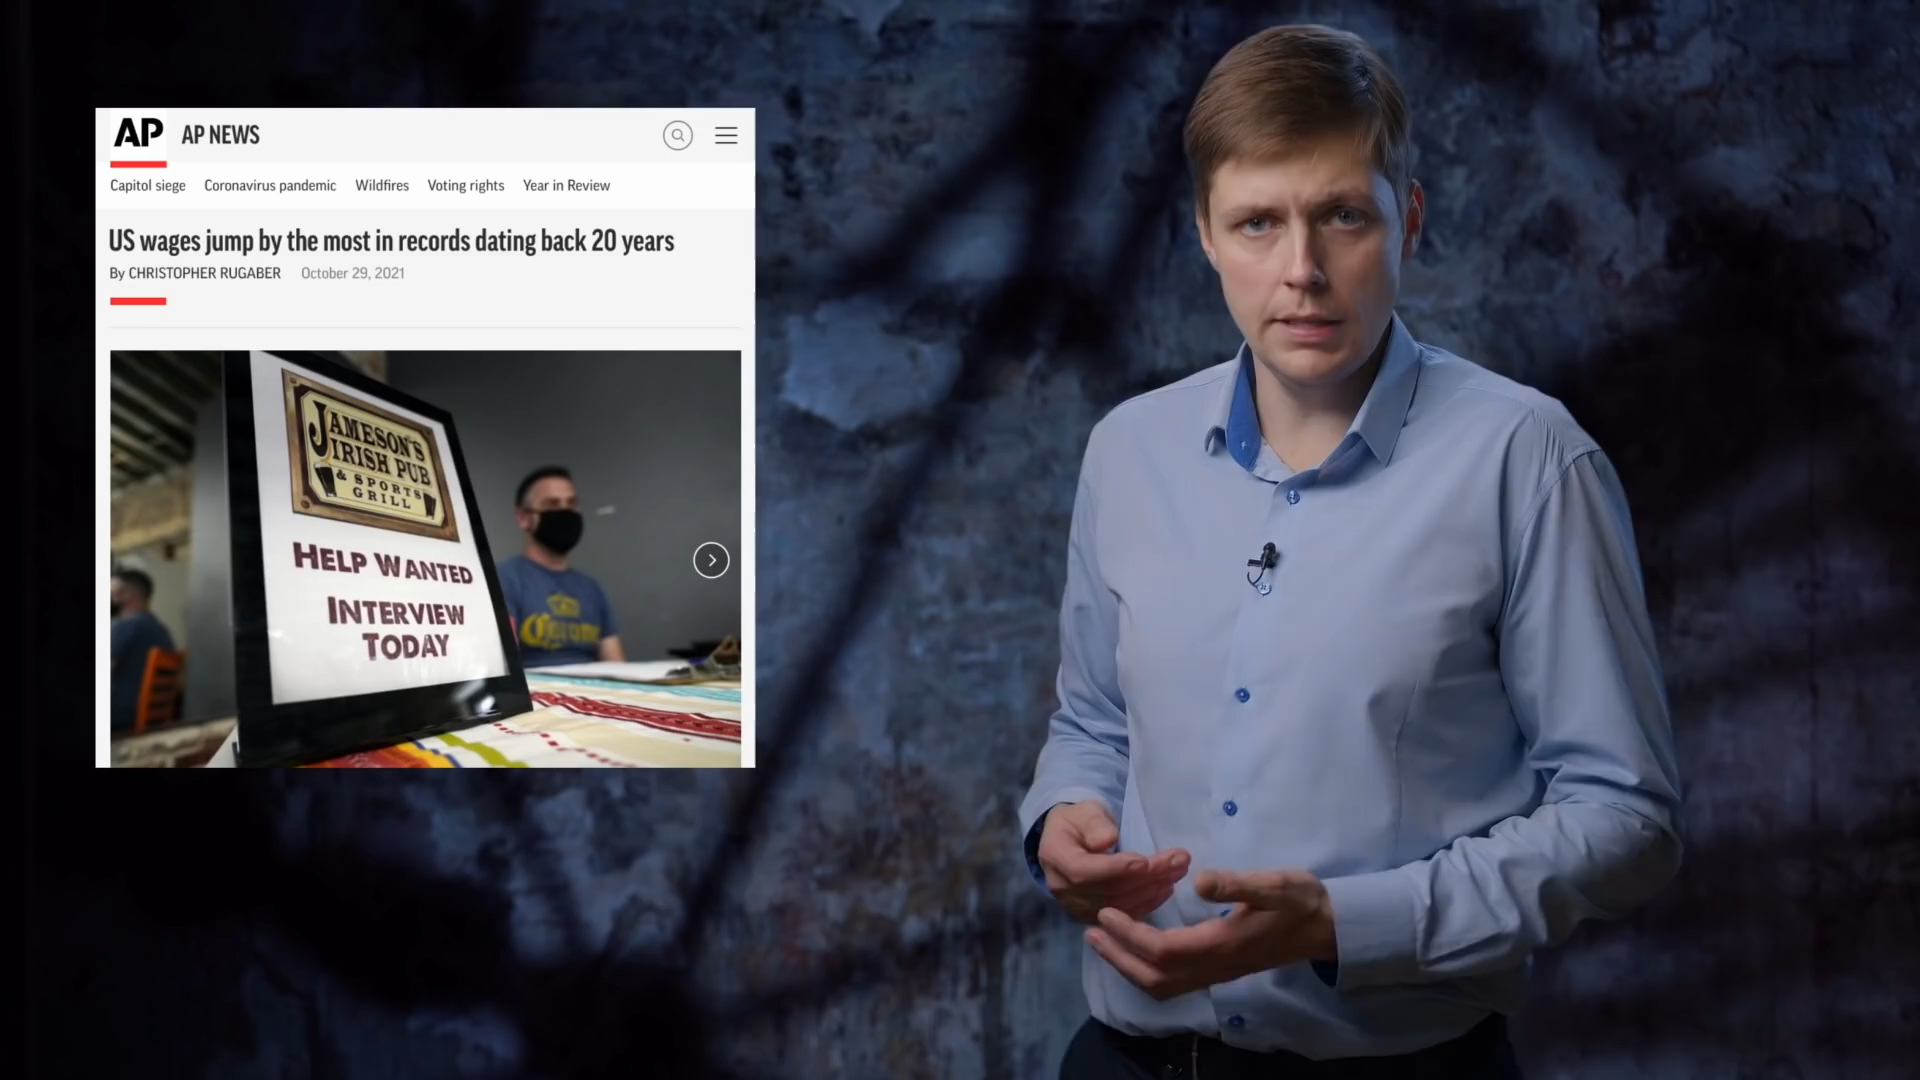 AP AP NEWS
Capitol siege Coronavirus pandemic Wildfires Voting rights Year in Review
US wages jump by the most in records dating back 20 years
By CHRISTOPHER RUGABER October 29, 2021
JAMESON'S
IRISH PUB
& SPORTS
GRILL
HELP WANTED
INTERVIEW
TODAY
Corona